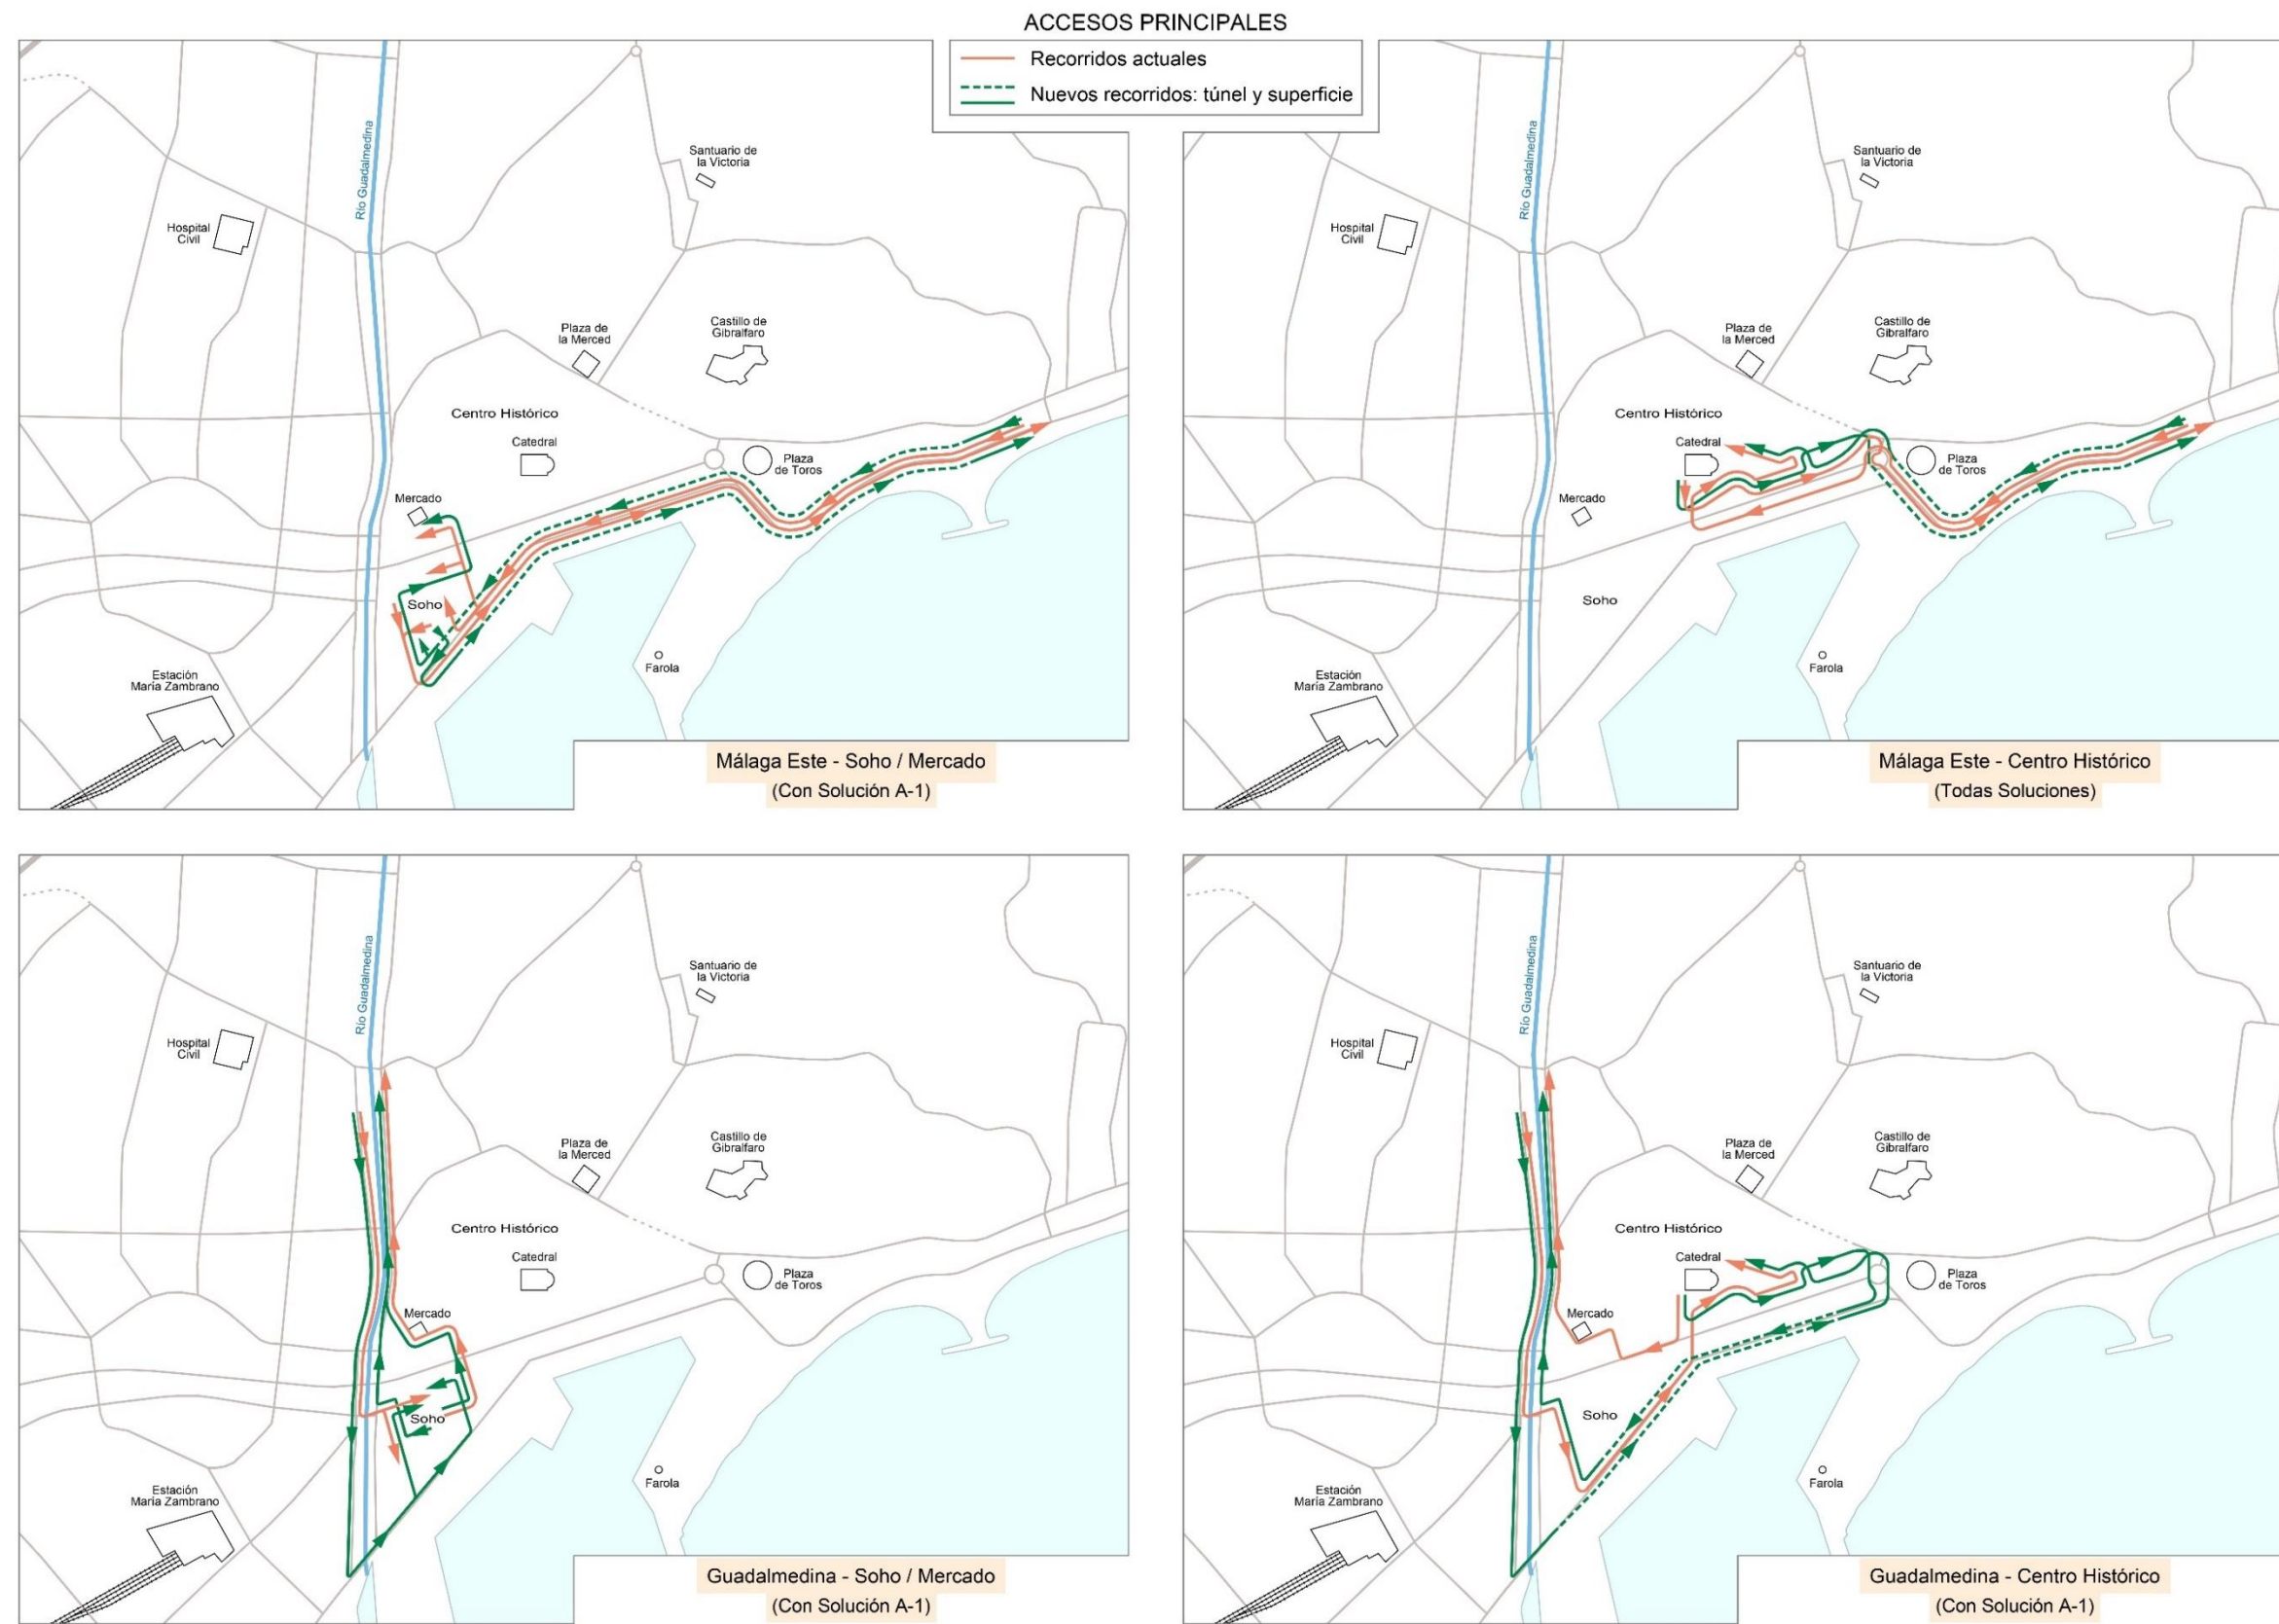 ACCESOS PRINCIPALES
Recorridos actuales
Nuevos recorridos: túnel y superficie
Río Guadalmedina
Santuario de
la Victoria
Hospital
Civil
Plaza de
la Merced
Castillo de
Gibralfaro
Centro Histórico
Catedral
Plaza
de Toros
Mercado
Soho
Farola
Estación
María Zambrano
Málaga Este - Soho / Mercado
(Con Solución A-1)
Río Guadalmedina
Santuario de
la Victoria
Hospital
Civil
Plaza de
la Merced
Castillo de
Gibralfaro
Centro Histórico
Catedral
Plaza
de Toros
Mercado
Soho
Farola
Estación
María Zambrano
Málaga Este - Centro Histórico
(Todas Soluciones)
Río Guadalmedina
Santuario de
la Victoria
Hospital
Civil
Plaza de
la Merced
Castillo de
Gibralfaro
Centro Histórico
Catedral
Plaza
de Toros
Mercado
Soho
Farola
Estación
María Zambrano
Guadalmedina - Soho / Mercado
(Con Solución A-1)
Río Guadalmedina
Santuario de
la Victoria
Hospital
Civil
Plaza de
la Merced
Castillo de
Gibralfaro
Centro Histórico
Catedral
Plaza
de Toros
Mercado
Soho
Farola
Estación
María Zambrano
Guadalmedina - Centro Histórico
(Con Solución A-1)